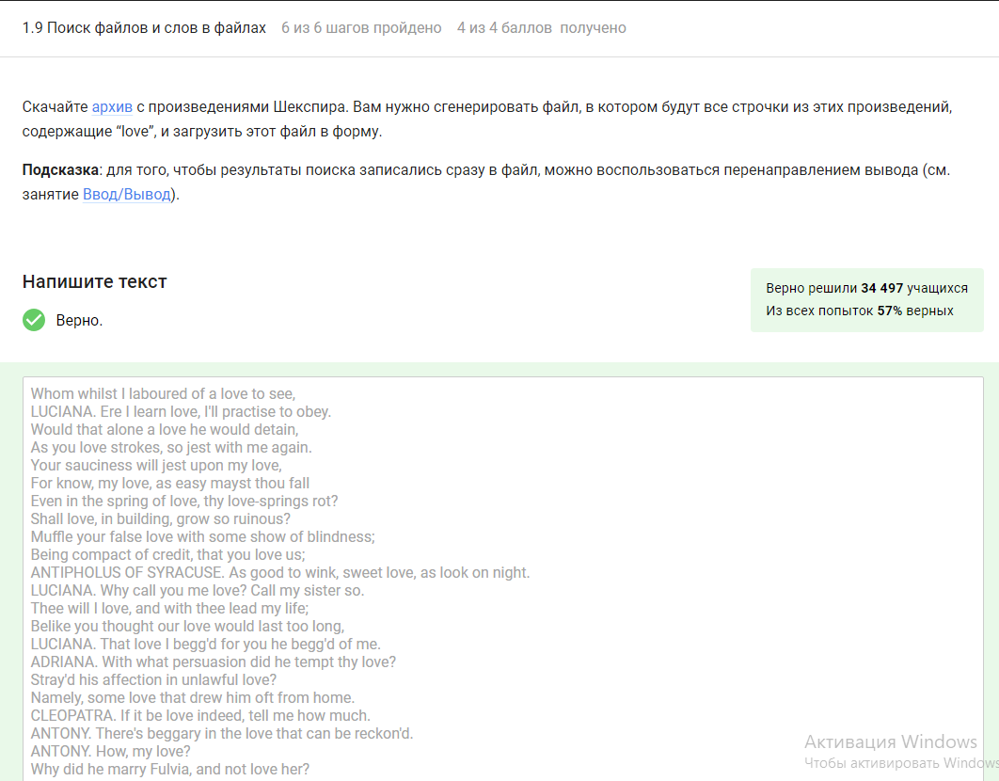 1.9 Поиск файлов и слов в файлах 6 из 6 шагов пройдено 4 из 4 баллов получено
Скачайте архив с произведениями Шекспира. Вам нужно сгенерировать файл, в котором будут все строчки из этих произведений,
содержащие “love”, и загрузить этот файл в форму.
Подсказка: для того, чтобы результаты поиска записались сразу в файл, можно воспользоваться перенаправлением вывода (см.
занятие Ввод/Вывод).
Напишите текст
Верно.
Верно решили 34 497 учащихся
Из всех попыток 57% верных
Whom whilst I laboured of a love to see,
LUCIANA. Ere I learn love, I'll practise to obey.
Would that alone a love he would detain,
As you love strokes, so jest with me again.
Your sauciness will jest upon my love,
For know, my love, as easy mayst thou fall
Even in the spring of love, thy love-springs rot?
Shall love, in building, grow so ruinous?
Muffle your false love with some show of blindness;
Being compact of credit, that you love us;
ANTIPHOLUS OF SYRACUSE. As good to wink, sweet love, as look on night.
LUCIANA. Why call you me love? Call my sister so.
Thee will I love, and with thee lead my life;
Belike you thought our love would last too long,
LUCIANA. That love I begg'd for you he begg'd of me.
ADRIANA. With what persuasion did he tempt thy love?
Stray'd his affection in unlawful love?
Namely, some love that drew him oft from home.
CLEOPATRA. If it be love indeed, tell me how much.
ANTONY. There's beggary in the love that can be reckon'd.
ANTONY. How, my love?
Why did he marry Fulvia, and not love her?
Активация Windows
Чтобы активировать Windows